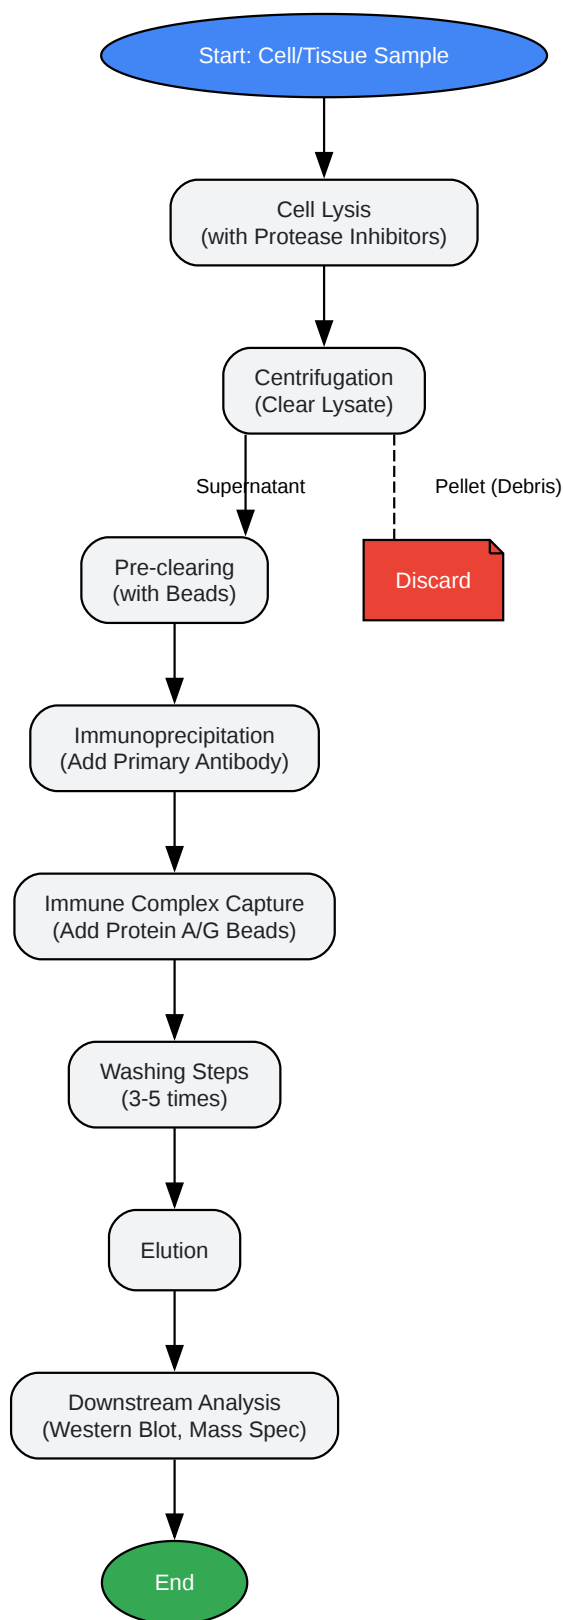 Start: Cell/Tissue Sample
Cell Lysis
(with Protease Inhibitors)
Centrifugation
(Clear Lysate)
Supernatant
Pellet (Debris)
Pre-clearing
(with Beads)
Discard
Immunoprecipitation
(Add Primary Antibody)
Immune Complex Capture
(Add Protein A/G Beads)
Washing Steps
(3-5 times)
Elution
Downstream Analysis
(Western Blot, Mass Spec)
End